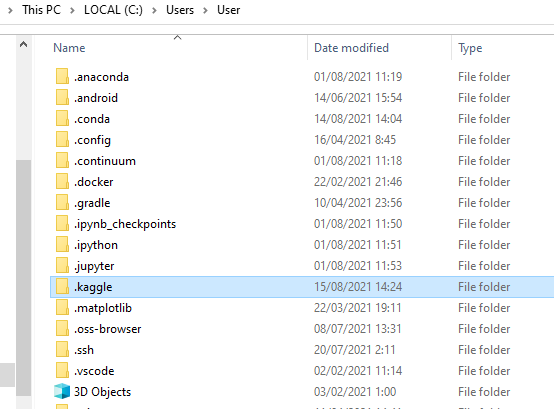 This PC > LOCAL (C:) > Users > User
Name Date modified Type
.anaconda 01/08/2021 11:19 File folder
.android 14/06/2021 15:54 File folder
.conda 14/08/2021 14:04 File folder
.config 16/04/2021 8:45 File folder
.continuum 01/08/2021 11:18 File folder
.docker 22/02/2021 21:46 File folder
.gradle 10/04/2021 23:56 File folder
.ipynb_checkpoints 01/08/2021 11:50 File folder
.ipython 01/08/2021 11:51 File folder
.jupyter 01/08/2021 11:53 File folder
.kaggle 15/08/2021 14:24 File folder
.matplotlib 22/03/2021 19:11 File folder
.oss-browser 08/07/2021 13:31 File folder
.ssh 20/07/2021 2:11 File folder
.vscode 02/02/2021 11:14 File folder
3D Objects 03/02/2021 1:00 File folder